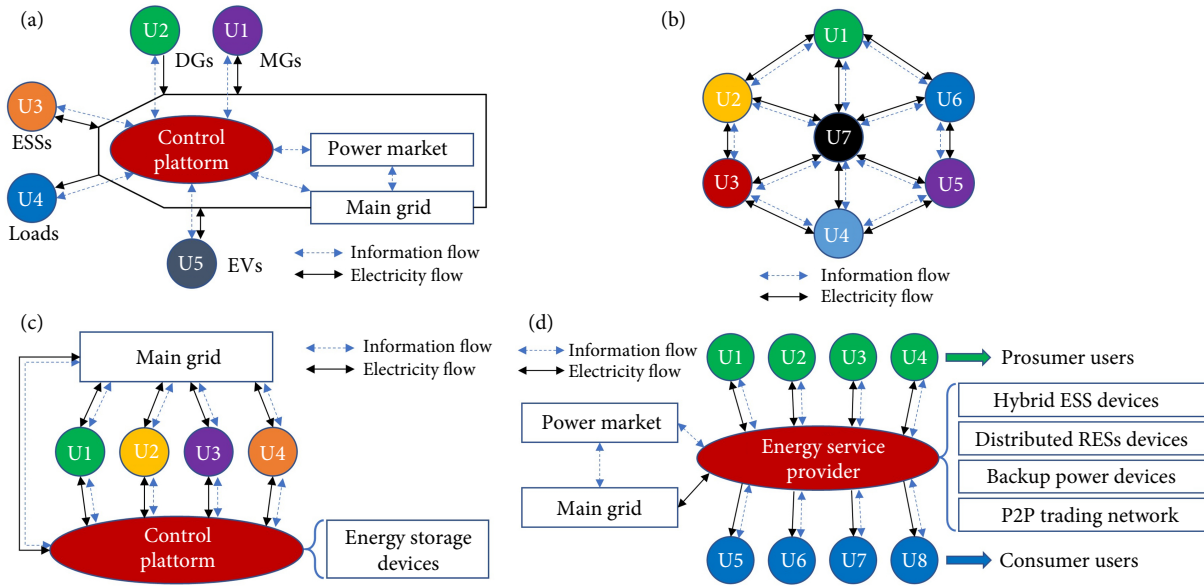 (a)
U2
U1
DGs
MGs
U3
ESSs
Control
plattorm
Power market
U4
Loads
Main grid
U5
EVs
Information flow
Electricity flow
(b)
U1
U2
U6
U7
U3
U5
U4
Information flow
Electricity flow
(c)
Main grid
Information flow
Electricity flow
U1
U2
U3
U4
Control
plattorm
Energy storage
devices
(d)
Information flow
Electricity flow
U1
U2
U3
U4
Prosumer users
Power market
Main grid
Energy service
provider
Hybrid ESS devices
Distributed RESs devices
Backup power devices
P2P trading network
U5
U6
U7
U8
Consumer users